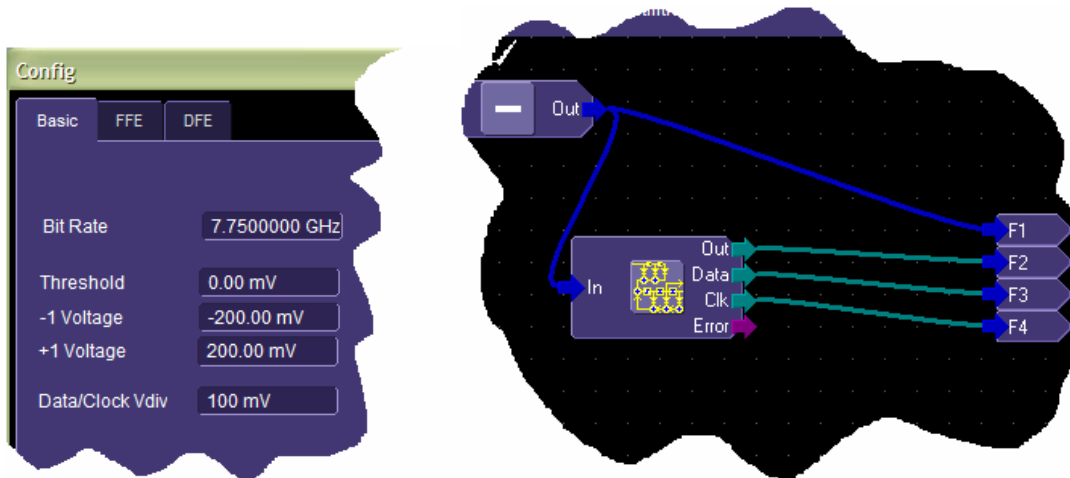 Config
Basic FFE DFE
Bit Rate 7.7500000 GHz
Threshold 0.00 mV
-1 Voltage -200.00 mV
+1 Voltage 200.00 mV
Data/Clock Vdiv 100 mV
Out
In
Out
Data
Clk
Error
F1
F2
F3
F4